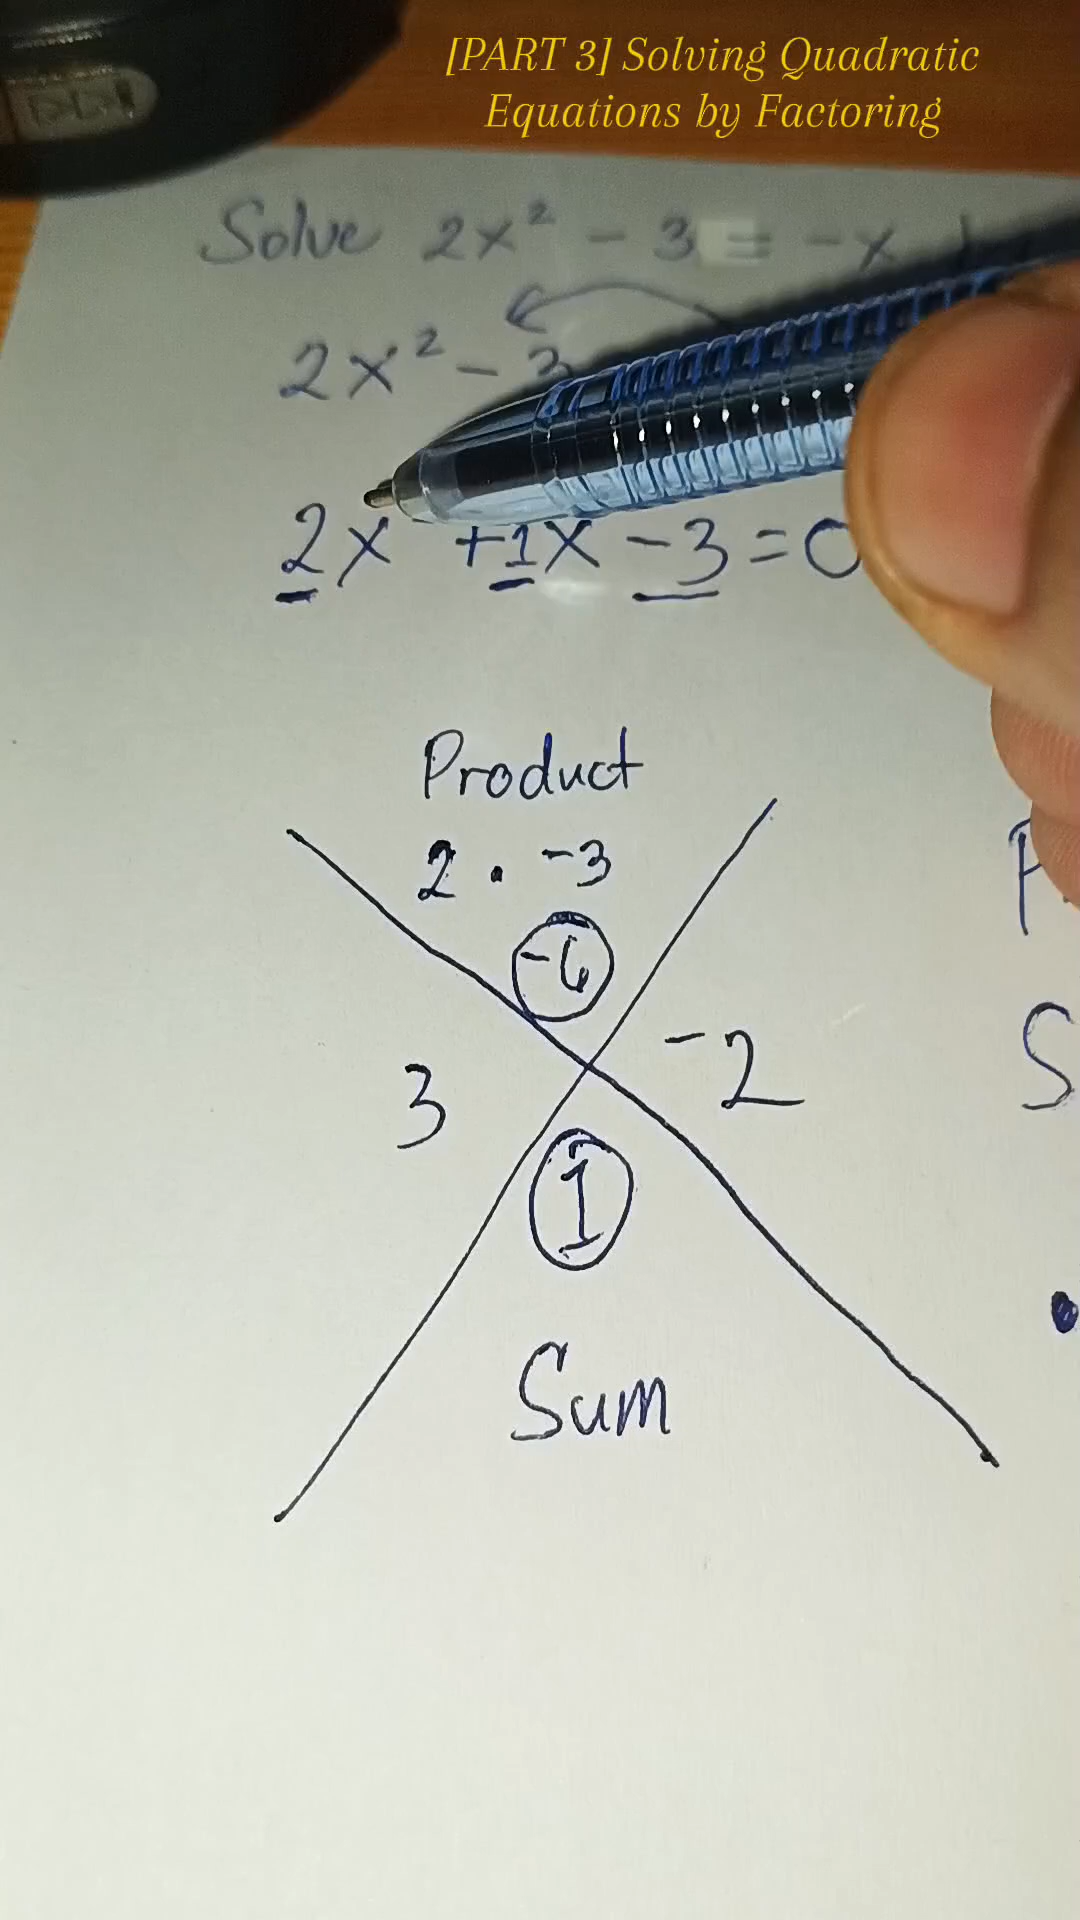 [PART 3] Solving Quadratic
Equations by Factoring
Solve 2x² - 3 = -x
2x² - 3
2x +1x -3 = 0
Product
2 · -3
-6
3 -2
1
Sum
S